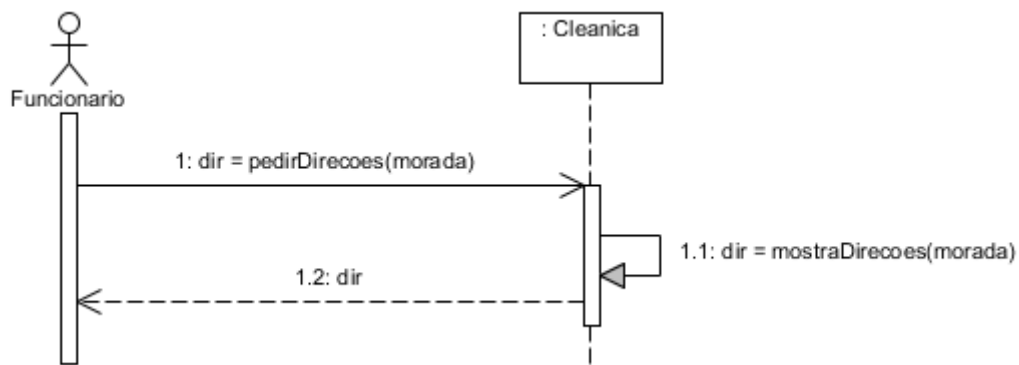 : Cleanica
Funcionario
1: dir = pedirDirecoes(morada)
1.1: dir = mostraDirecoes(morada)
1.2: dir